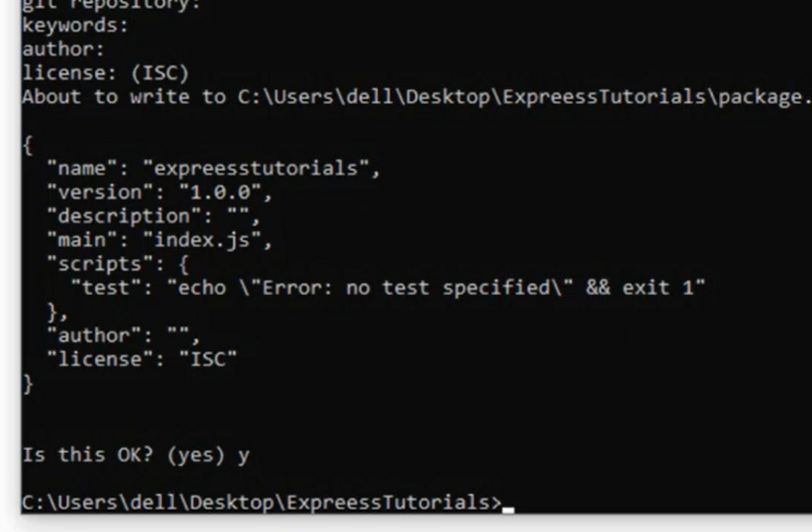 git repository:
keywords:
author:
license: (ISC)
About to write to C:\Users\dell\Desktop\ExpreessTutorials\package.
{
"name": "expreesstutorials",
"version": "1.0.0",
"description": "",
"main": "index.js",
"scripts": {
"test": "echo \"Error: no test specified\" && exit 1"
},
"author": "",
"license": "ISC"
}
Is this OK? (yes) y
C:\Users\dell\Desktop\ExpreessTutorials>